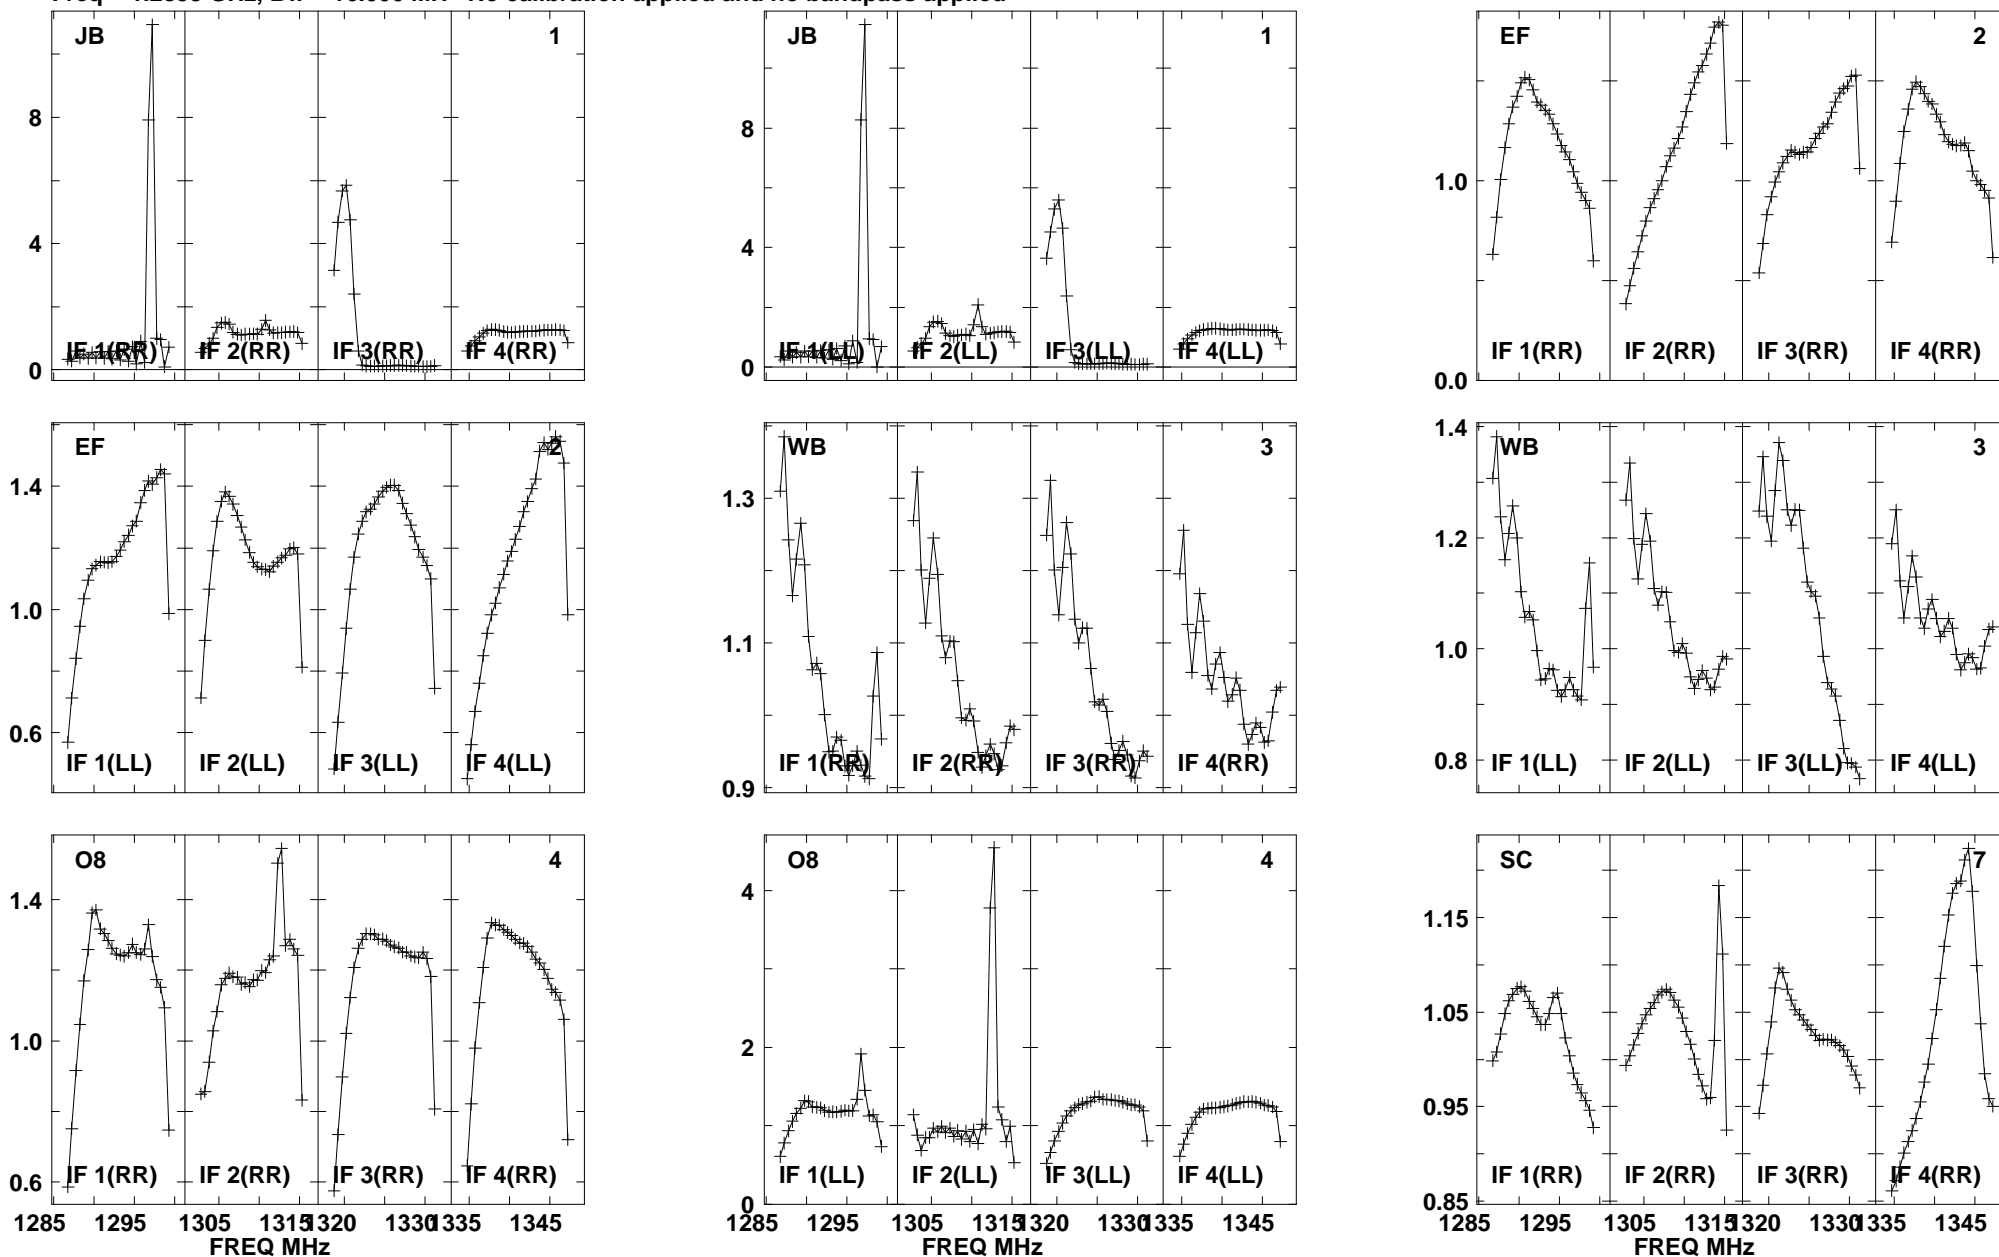 JB 1
8
4
0
IF 1(RR) IF 2(RR) IF 3(RR) IF 4(RR)
JB 1
8
4
0
IF 1(LL) IF 2(LL) IF 3(LL) IF 4(LL)
EF 2
1.0
0.0
IF 1(RR) IF 2(RR) IF 3(RR) IF 4(RR)
EF 2
1.4
1.0
0.6
IF 1(LL) IF 2(LL) IF 3(LL) IF 4(LL)
WB 3
1.3
1.1
0.9
IF 1(RR) IF 2(RR) IF 3(RR) IF 4(RR)
WB 3
1.4
1.2
1.0
0.8
IF 1(LL) IF 2(LL) IF 3(LL) IF 4(LL)
O8 4
1.4
1.0
0.6
IF 1(RR) IF 2(RR) IF 3(RR) IF 4(RR)
1285 1295 1305 1315 1320 1330 1335 1345
FREQ MHz
O8 4
4
2
0
IF 1(LL) IF 2(LL) IF 3(LL) IF 4(LL)
1285 1295 1305 1315 1320 1330 1335 1345
FREQ MHz
SC 7
1.15
1.05
0.95
0.85
IF 1(RR) IF 2(RR) IF 3(RR) IF 4(RR)
1285 1295 1305 1315 1320 1330 1335 1345
FREQ MHz